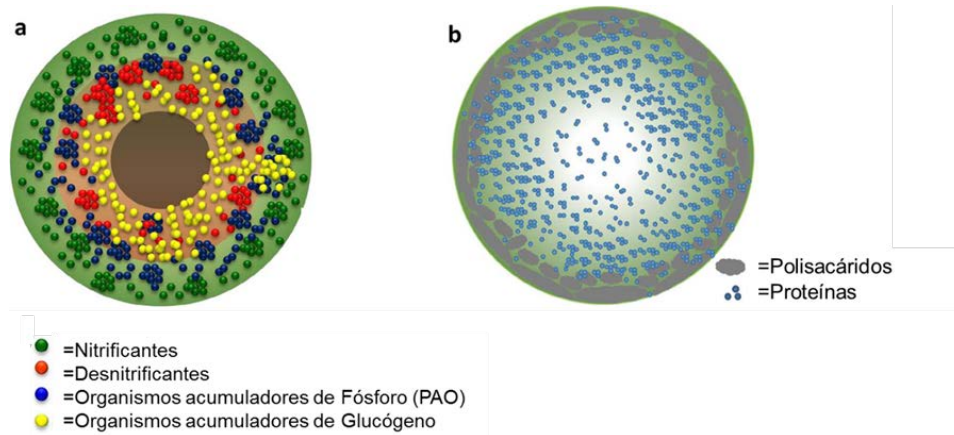 a
b
=Polisacáridos
=Proteínas
=Nitrificantes
=Desnitrificantes
=Organismos acumuladores de Fósforo (PAO)
=Organismos acumuladores de Glucógeno